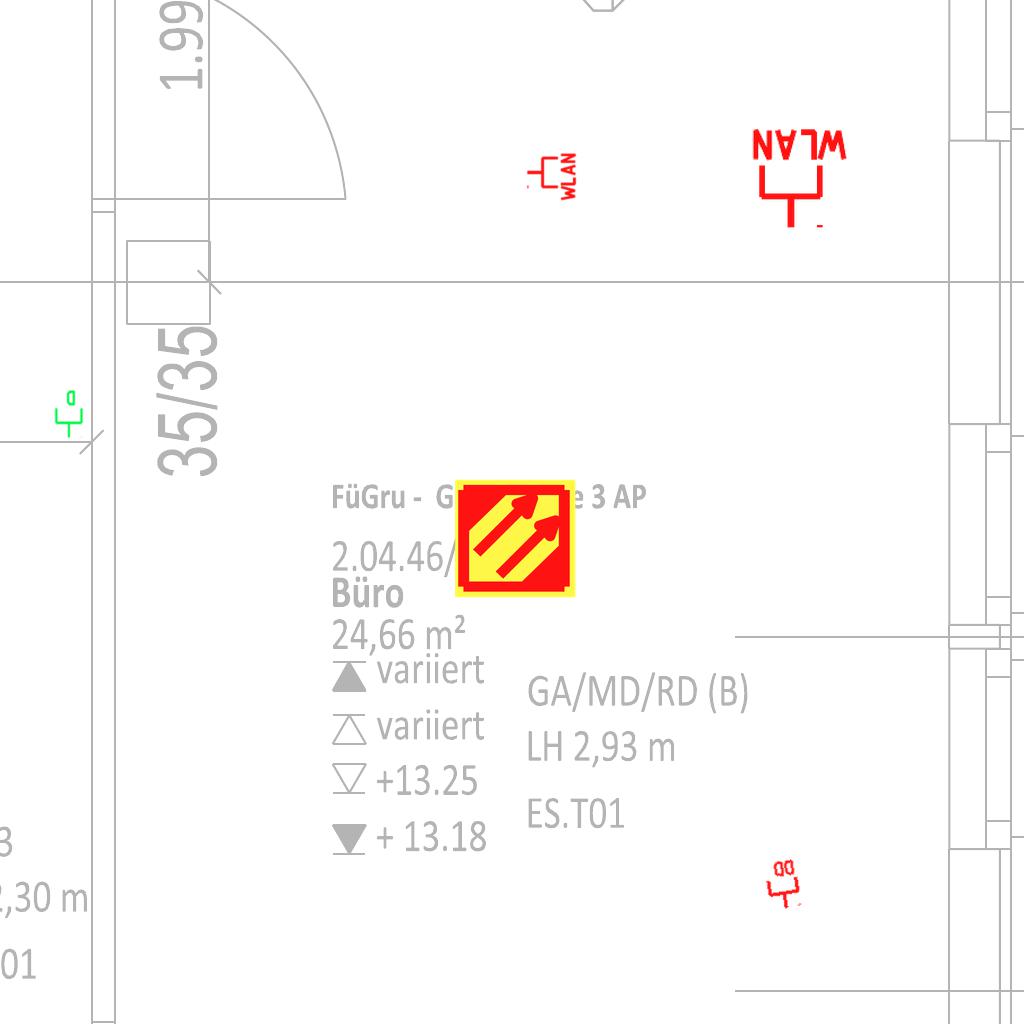 1.99
WLAN
WLAN
35/35
a
FüGru - G
e 3 AP
2.04.46/
Büro
24,66 m²
variiert
variiert
+13.25
+ 13.18
GA/MD/RD (B)
LH 2,93 m
ES.T01
3
2,30 m
01